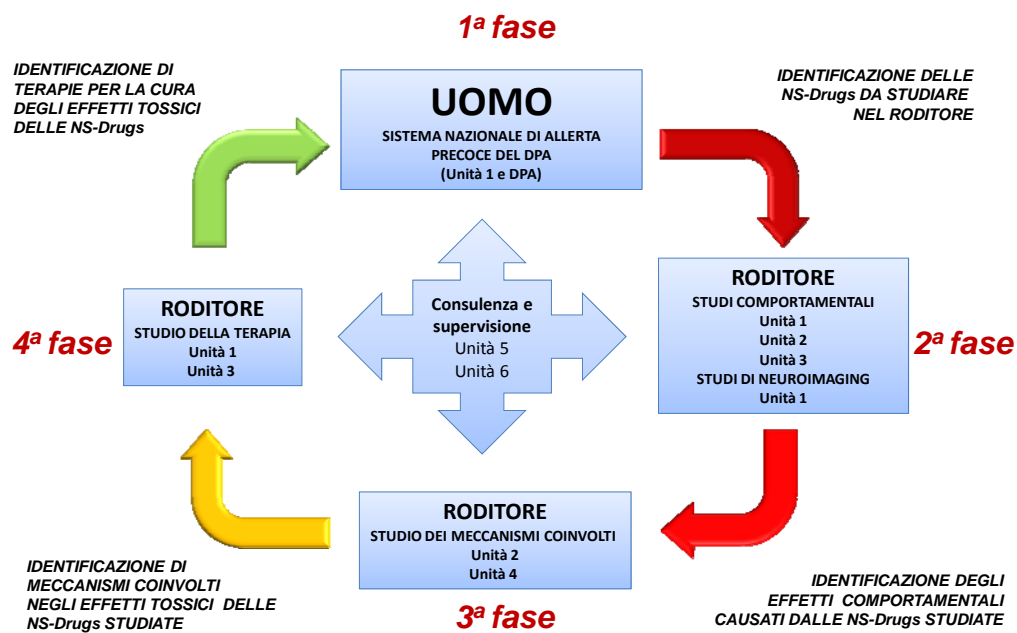 1ª fase
IDENTIFICAZIONE DI
TERAPIE PER LA CURA
DEGLI EFFETTI TOSSICI
DELLE NS-Drugs
UOMO
SISTEMA NAZIONALE DI ALLERTA
PRECOCE DEL DPA
(Unità 1 e DPA)
IDENTIFICAZIONE DELLE
NS-Drugs DA STUDIARE
NEL RODITORE
4ª fase
RODITORE
STUDIO DELLA TERAPIA
Unità 1
Unità 3
Consulenza e
supervisione
Unità 5
Unità 6
RODITORE
STUDI COMPORTAMENTALI
Unità 1
Unità 2
Unità 3
STUDI DI NEUROIMAGING
Unità 1
2ª fase
RODITORE
STUDIO DEI MECCANISMI COINVOLTI
Unità 2
Unità 4
IDENTIFICAZIONE DI
MECCANISMI COINVOLTI
NEGLI EFFETTI TOSSICI DELLE
NS-Drugs STUDIATE
3ª fase
IDENTIFICAZIONE DEGLI
EFFETTI COMPORTAMENTALI
CAUSATI DALLE NS-Drugs STUDIATE